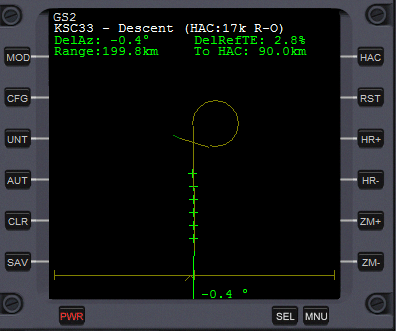 GS2
KSC33 - Descent (HAC:17k R-O)
DelAz: -0.4° DelRefTE: 2.8%
Range:199.8km To HAC: 90.0km
MOD HAC
CFG RST
UNT HR+
AUT HR-
CLR ZM+
SAV ZM-
-0.4 °
PWR SEL MNU